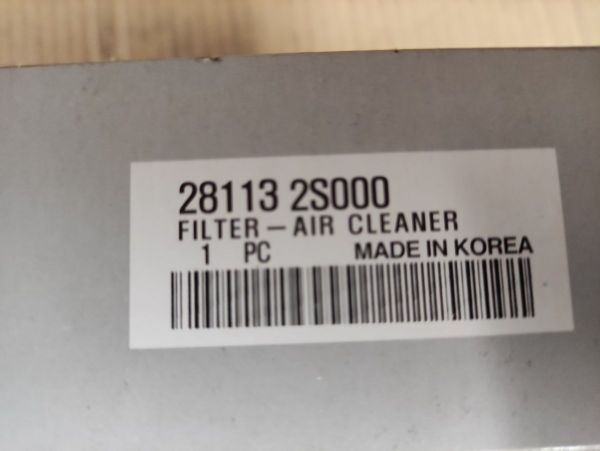 28113 2S000
FILTER – AIR CLEANER
1 PC MADE IN KOREA